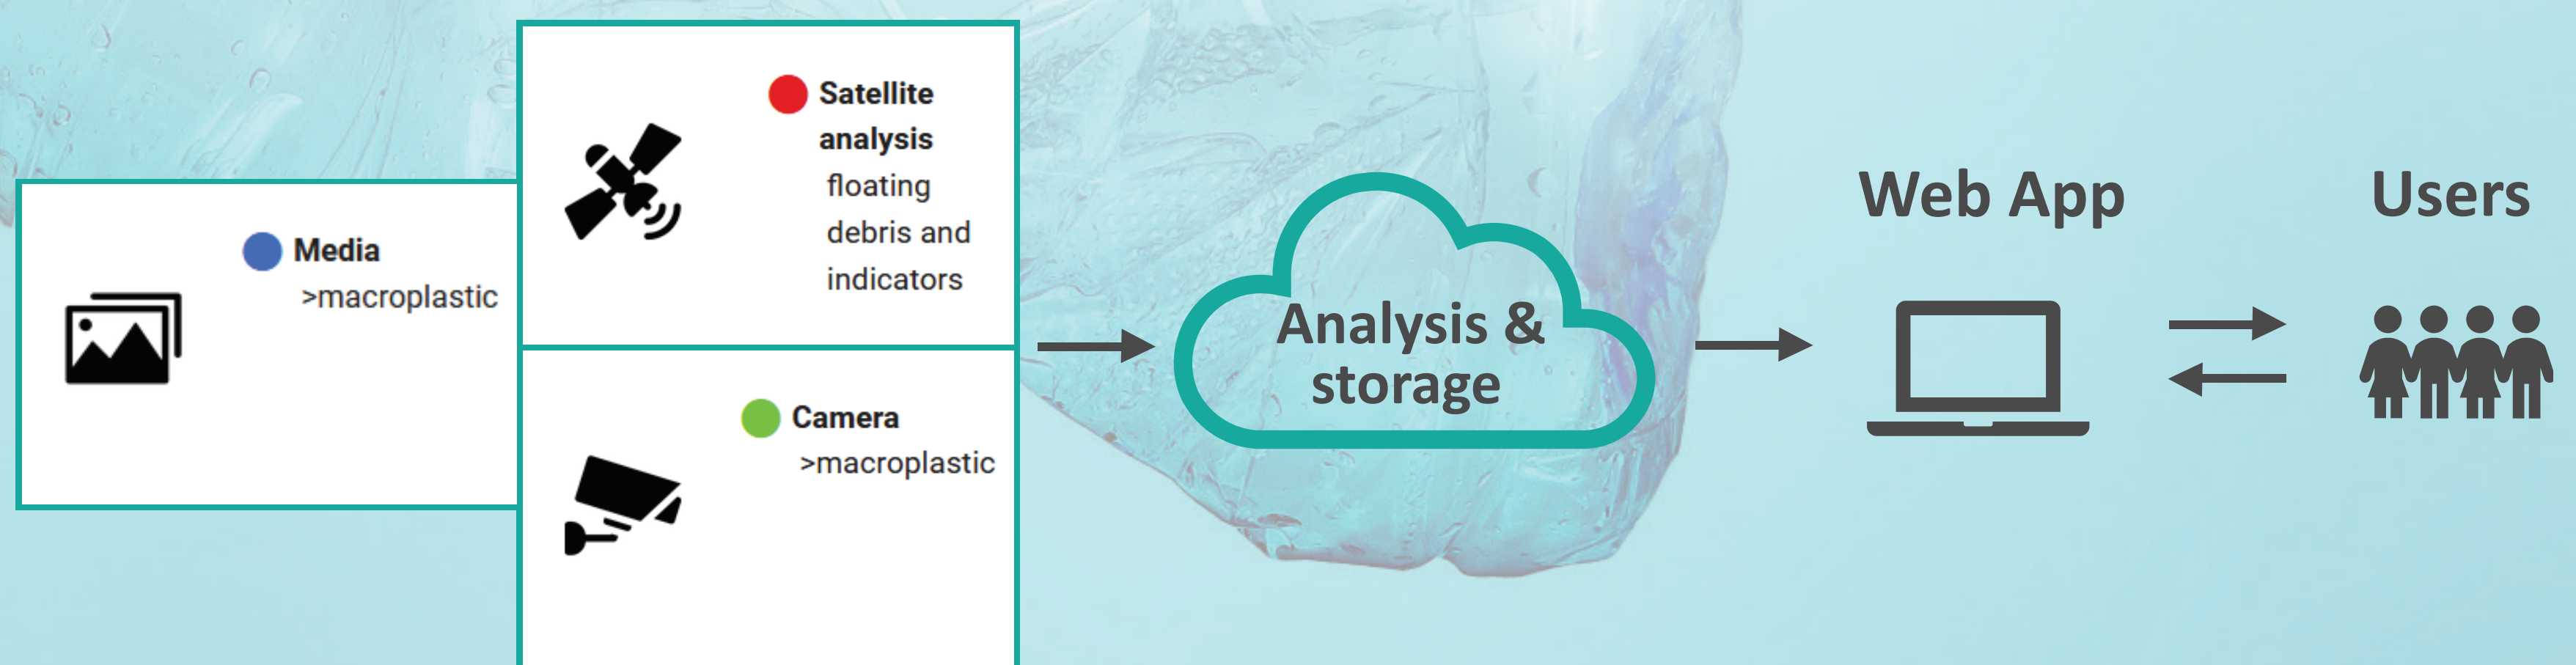 Media
>macroplastic
Satellite
analysis
floating
debris and
indicators
Camera
>macroplastic
Analysis &
storage
Web App
Users